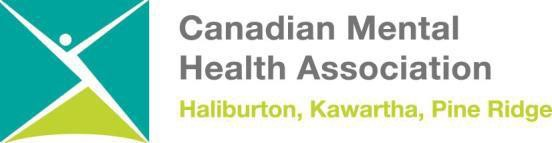 Canadian Mental
Health Association
Haliburton, Kawartha, Pine Ridge